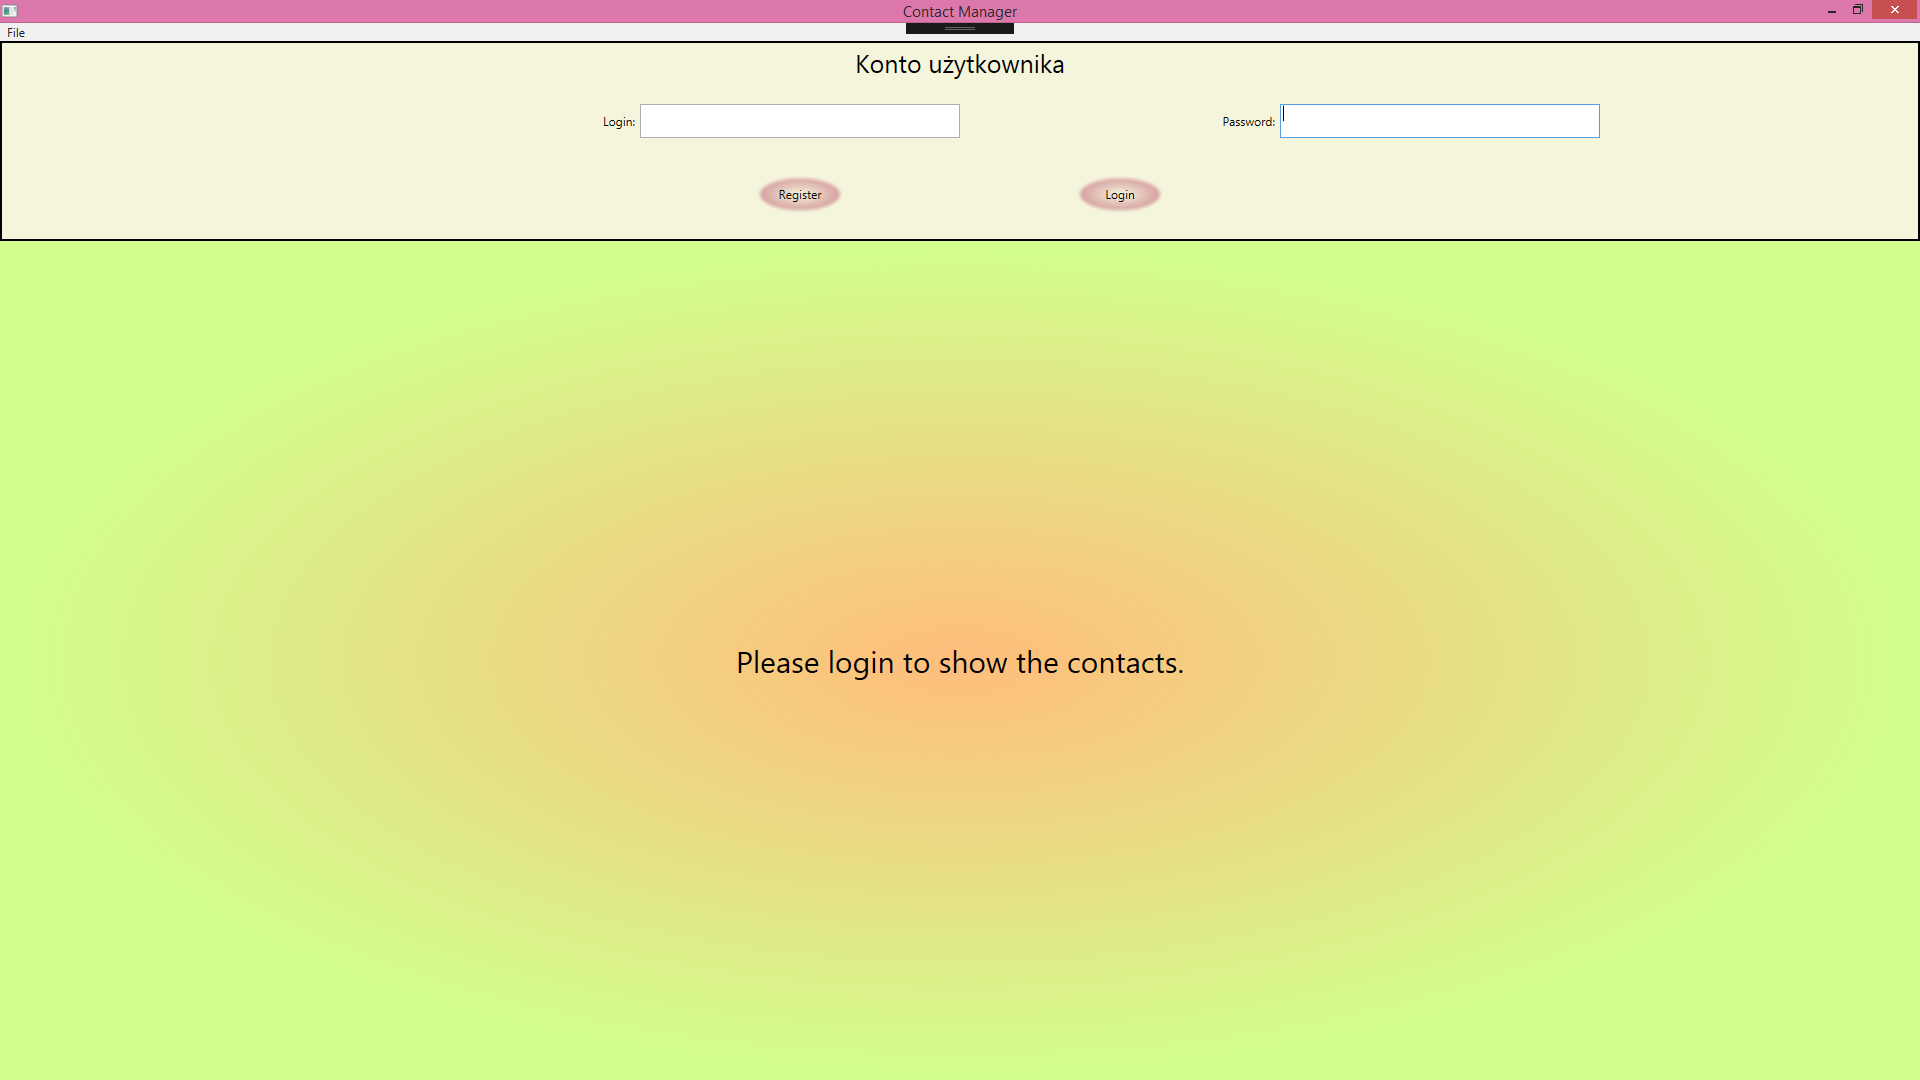 Contact Manager
File
Konto użytkownika
Login:
Password:
Register
Login
Please login to show the contacts.